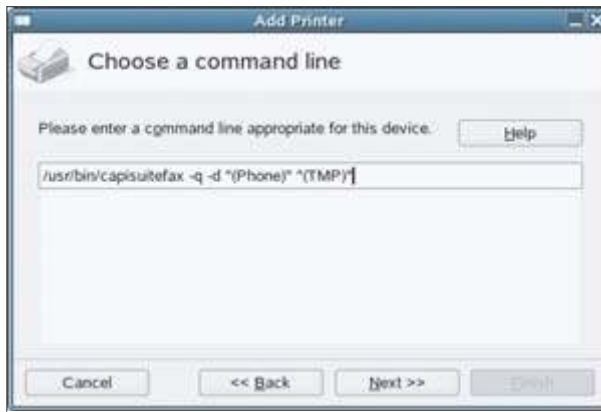 Add Printer
Choose a command line
Please enter a command line appropriate for this device.
Help
/usr/bin/capisuitefax -q -d "(Phone)" "(TMP)"
Cancel
<< Back
Next >>
Finish